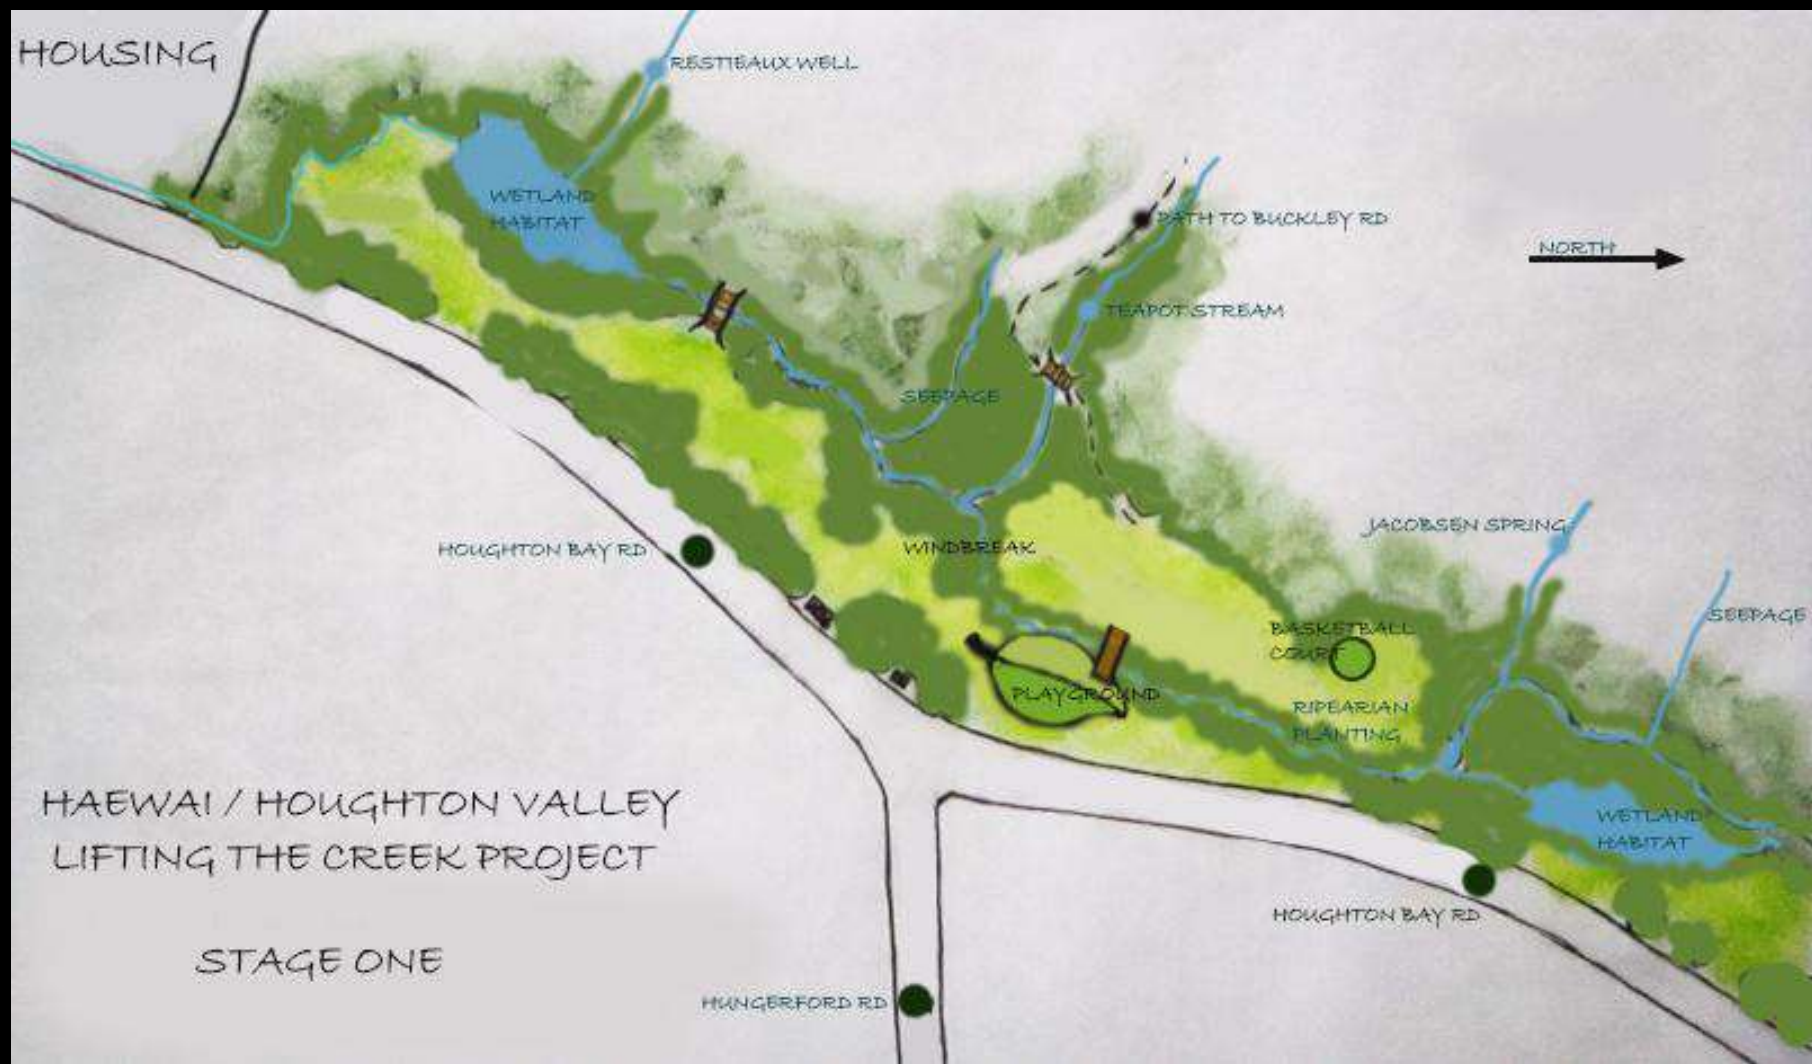 HOUSING
RESTIEAUX WELL
WETLAND
HABITAT
PATH TO BUCKLEY RD
NORTH
TEAPOT STREAM
SEEPAGE
JACOBSEN SPRING
HOUGHTON BAY RD
WINDBREAK
SEEPAGE
BASKETBALL
COURT
PLAYGROUND
RIPEARIAN
PLANTING
HAEWAI / HOUGHTON VALLEY
LIFTING THE CREEK PROJECT
WETLAND
HABITAT
HOUGHTON BAY RD
STAGE ONE
HUNGERFORD RD